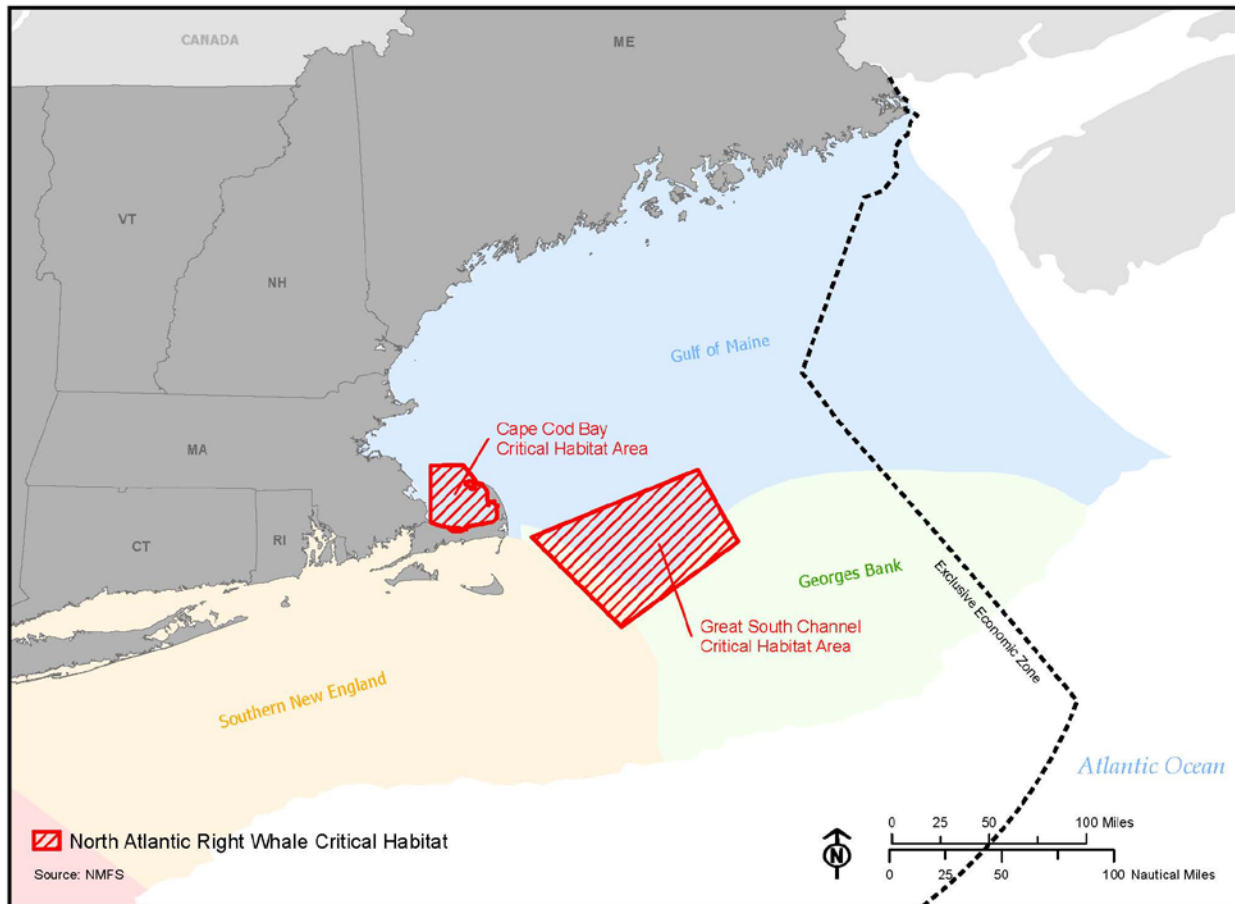 CANADA
ME
VT
NH
Gulf of Maine
Cape Cod Bay
Critical Habitat Area
MA
CT
RI
Georges Bank
Exclusive Economic Zone
Great South Channel
Critical Habitat Area
Southern New England
Atlantic Ocean
North Atlantic Right Whale Critical Habitat
Source: NMFS
N
0 25 50 100 Miles
0 25 50 100 Nautical Miles